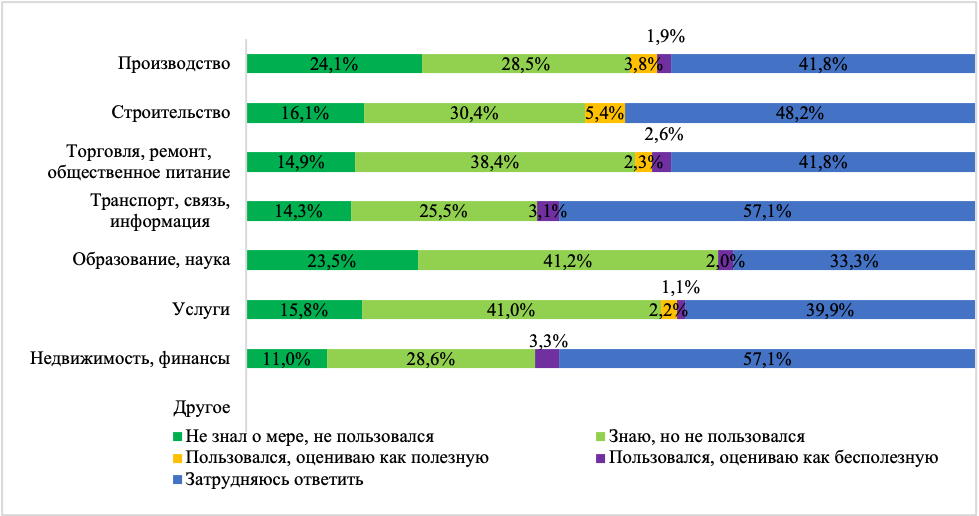 1,9%
Производство 24,1% 28,5% 3,8% 41,8%
Строительство 16,1% 30,4% 5,4% 48,2%
2,6%
Торговля, ремонт,
общественное питание 14,9% 38,4% 2,3% 41,8%
Транспорт, связь,
информация 14,3% 25,5% 3,1% 57,1%
Образование, наука 23,5% 41,2% 2,0% 33,3%
1,1%
Услуги 15,8% 41,0% 2,2% 39,9%
3,3%
Недвижимость, финансы 11,0% 28,6% 57,1%
Другое
Не знал о мере, не пользовался
Знаю, но не пользовался
Пользовался, оцениваю как полезную
Пользовался, оцениваю как бесполезную
Затрудняюсь ответить